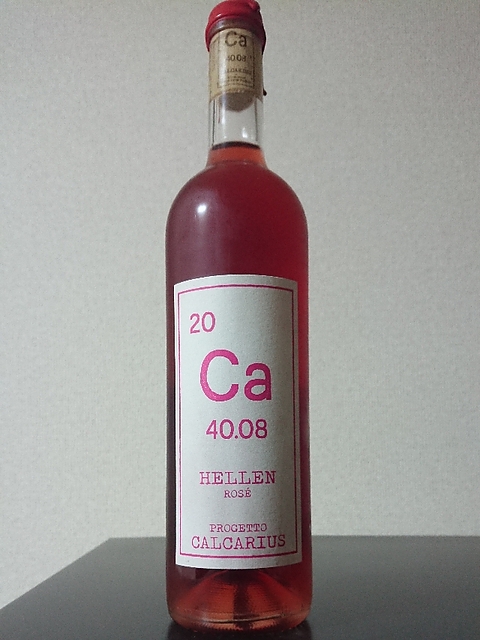 Ca
40.08
20
Ca
40.08
HELLEN
ROSÉ
PROGETTO
CALCARIUS